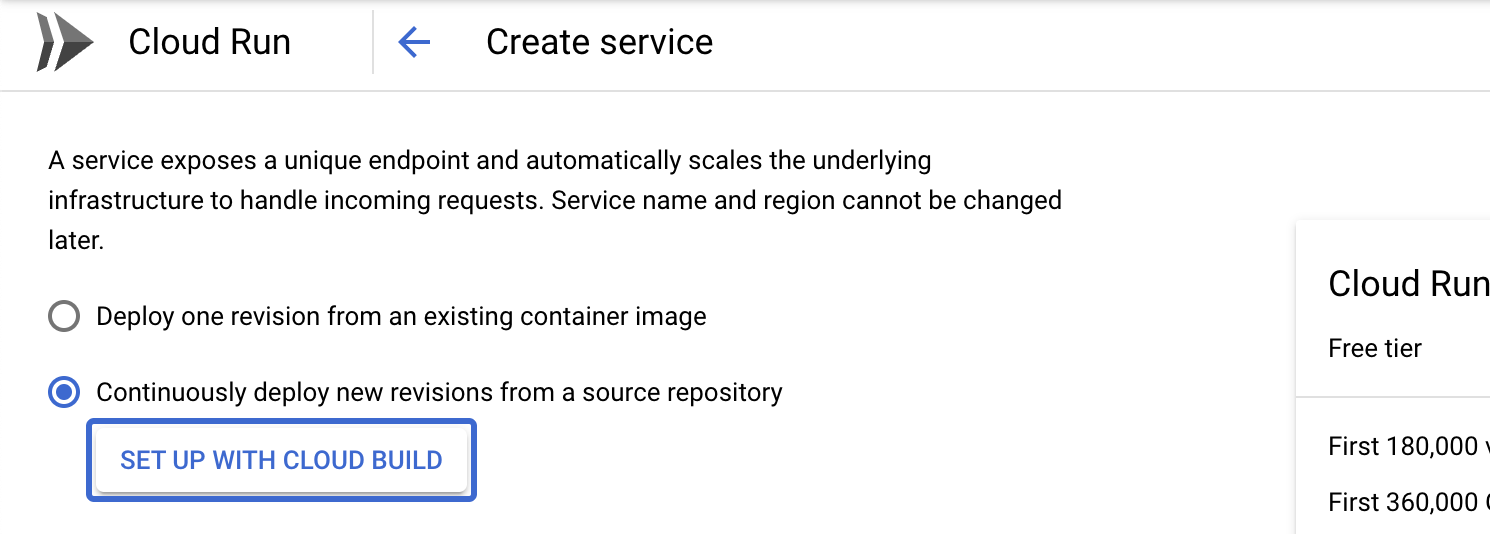 Cloud Run
Create service
A service exposes a unique endpoint and automatically scales the underlying
infrastructure to handle incoming requests. Service name and region cannot be changed
later.
Deploy one revision from an existing container image
Continuously deploy new revisions from a source repository
SET UP WITH CLOUD BUILD
Cloud Run
Free tier
First 180,000
First 360,000